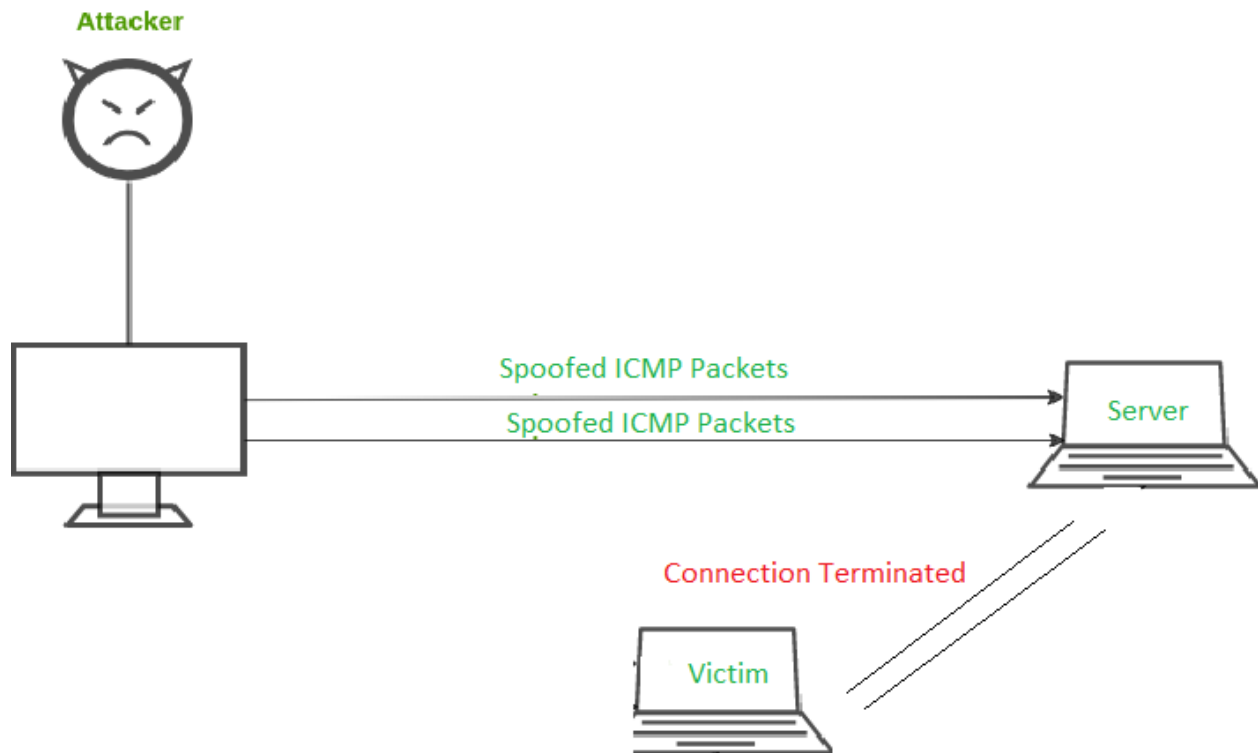 Attacker
Spoofed ICMP Packets
Spoofed ICMP Packets
Server
Connection Terminated
Victim